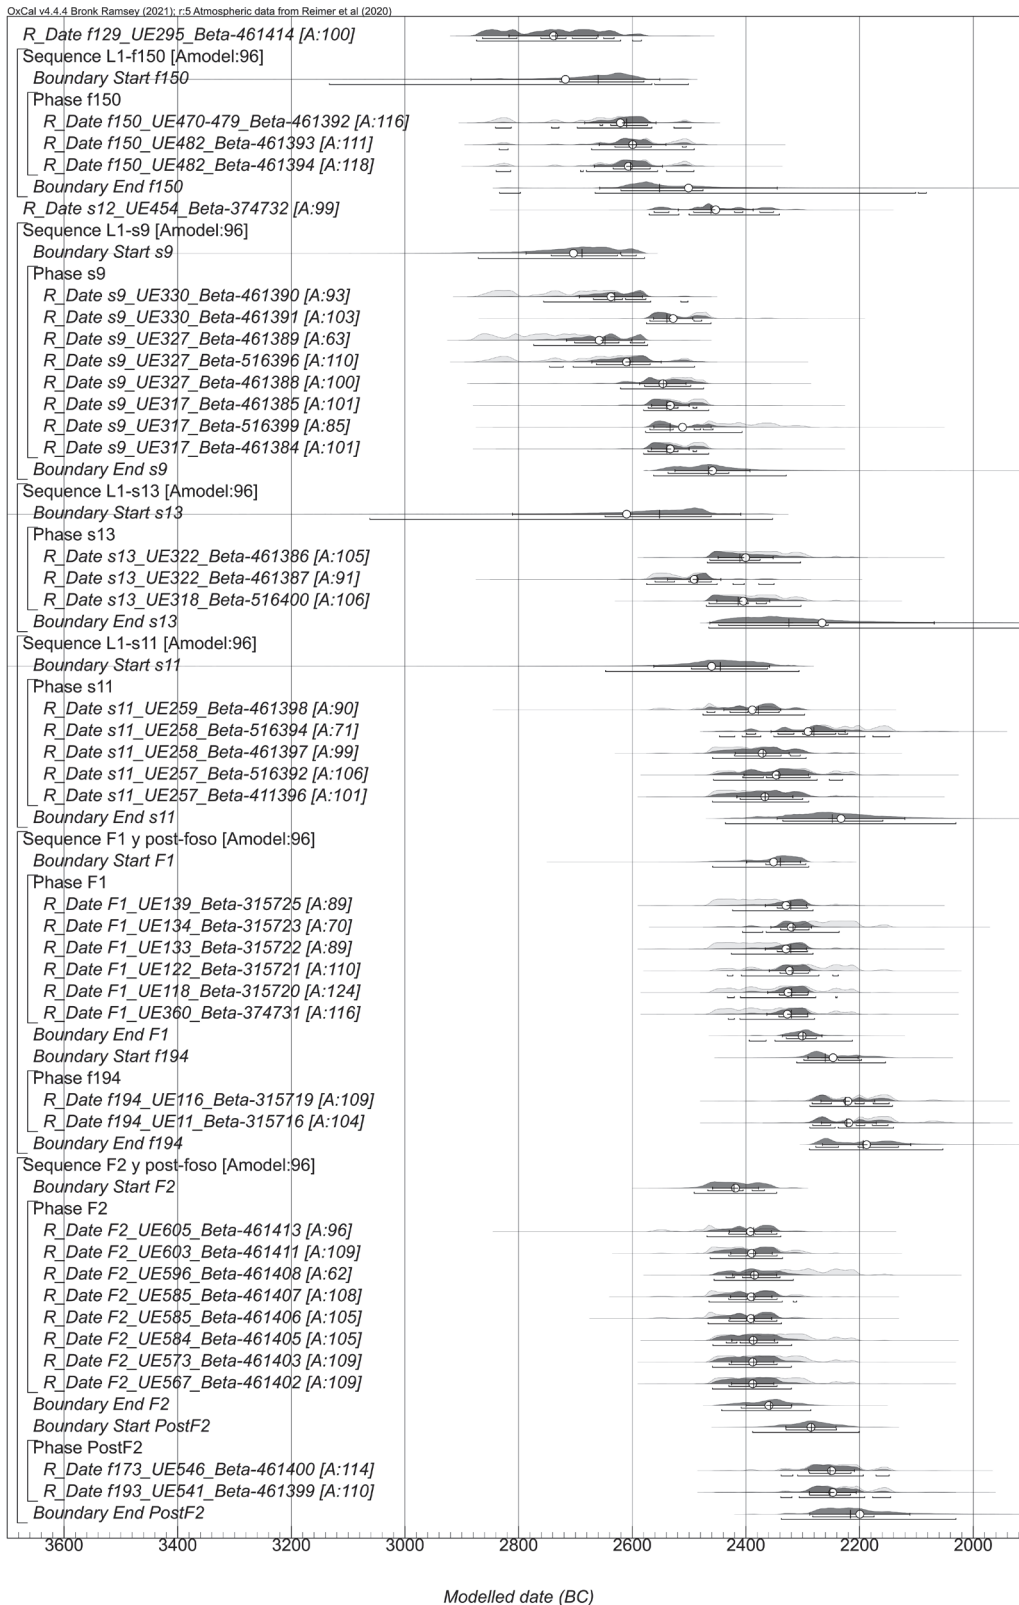 OxCal v4.4.4 Bronk Ramsey (2021); r:5 Atmospheric data from Reimer et al (2020)
R_Date f129_UE295_Beta-461414 [A:100]
Sequence L1-f150 [Amodel:96]
Boundary Start f150
Phase f150
R_Date f150_UE470-479_Beta-461392 [A:116]
R_Date f150_UE482_Beta-461393 [A:111]
R_Date f150_UE482_Beta-461394 [A:118]
Boundary End f150
R_Date s12_UE454_Beta-374732 [A:99]
Sequence L1-s9 [Amodel:96]
Boundary Start s9
Phase s9
R_Date s9_UE330_Beta-461390 [A:93]
R_Date s9_UE330_Beta-461391 [A:103]
R_Date s9_UE327_Beta-461389 [A:63]
R_Date s9_UE327_Beta-516396 [A:110]
R_Date s9_UE327_Beta-461388 [A:100]
R_Date s9_UE317_Beta-461385 [A:101]
R_Date s9_UE317_Beta-516399 [A:85]
R_Date s9_UE317_Beta-461384 [A:101]
Boundary End s9
Sequence L1-s13 [Amodel:96]
Boundary Start s13
Phase s13
R_Date s13_UE322_Beta-461386 [A:105]
R_Date s13_UE322_Beta-461387 [A:91]
R_Date s13_UE318_Beta-516400 [A:106]
Boundary End s13
Sequence L1-s11 [Amodel:96]
Boundary Start s11
Phase s11
R_Date s11_UE259_Beta-461398 [A:90]
R_Date s11_UE258_Beta-516394 [A:71]
R_Date s11_UE258_Beta-461397 [A:99]
R_Date s11_UE257_Beta-516392 [A:106]
R_Date s11_UE257_Beta-411396 [A:101]
Boundary End s11
Sequence F1 y post-foso [Amodel:96]
Boundary Start F1
Phase F1
R_Date F1_UE139_Beta-315725 [A:89]
R_Date F1_UE134_Beta-315723 [A:70]
R_Date F1_UE133_Beta-315722 [A:89]
R_Date F1_UE122_Beta-315721 [A:110]
R_Date F1_UE118_Beta-315720 [A:124]
R_Date F1_UE360_Beta-374731 [A:116]
Boundary End F1
Boundary Start f194
Phase f194
R_Date f194_UE116_Beta-315719 [A:109]
R_Date f194_UE11_Beta-315716 [A:104]
Boundary End f194
Sequence F2 y post-foso [Amodel:96]
Boundary Start F2
Phase F2
R_Date F2_UE605_Beta-461413 [A:96]
R_Date F2_UE603_Beta-461411 [A:109]
R_Date F2_UE596_Beta-461408 [A:62]
R_Date F2_UE585_Beta-461407 [A:108]
R_Date F2_UE585_Beta-461406 [A:105]
R_Date F2_UE584_Beta-461405 [A:105]
R_Date F2_UE573_Beta-461403 [A:109]
R_Date F2_UE567_Beta-461402 [A:109]
Boundary End F2
Boundary Start PostF2
Phase PostF2
R_Date f173_UE546_Beta-461400 [A:114]
R_Date f193_UE541_Beta-461399 [A:110]
Boundary End PostF2
3600 3400 3200 3000 2800 2600 2400 2200 2000
Modelled date (BC)